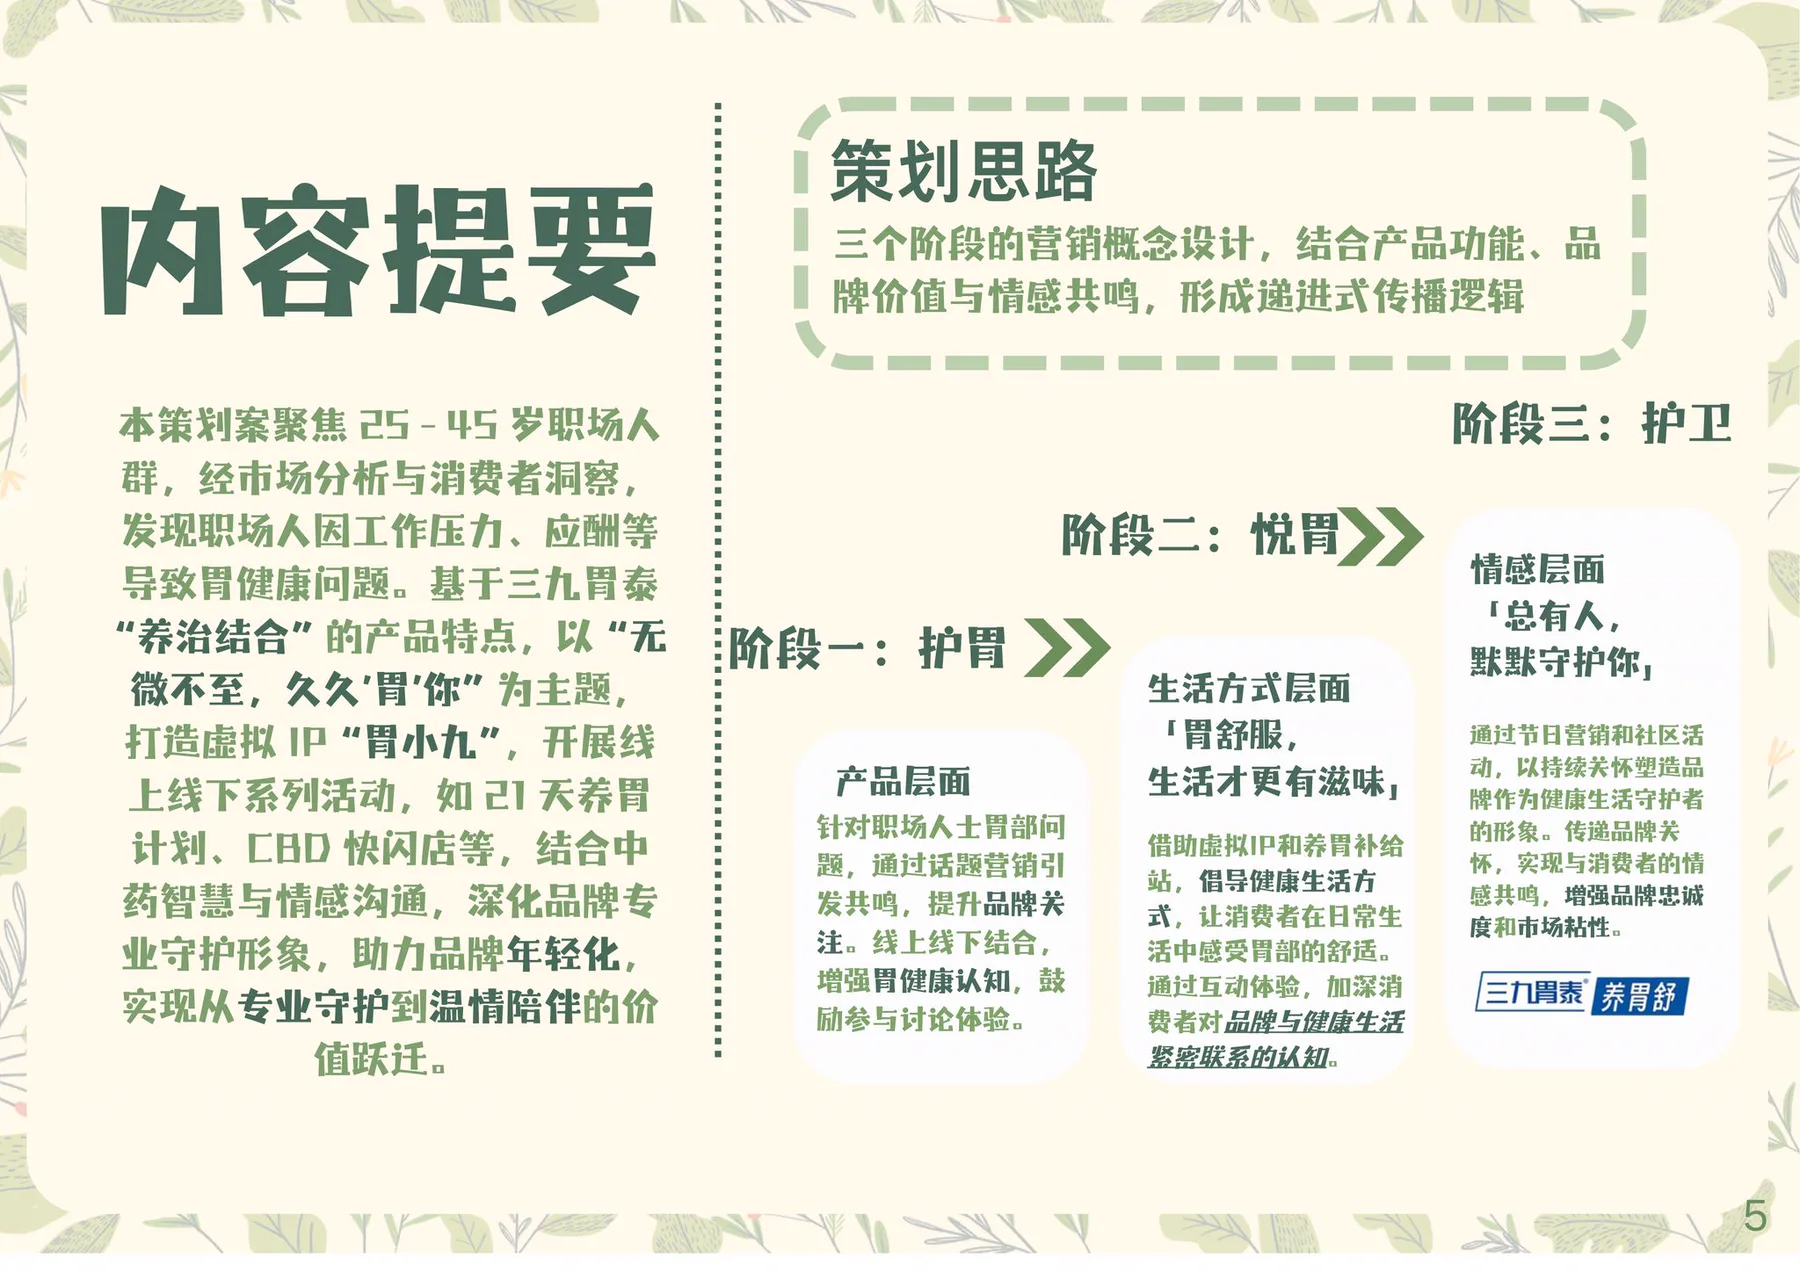 内容提要
本策划案聚焦 25 - 45 岁职场人
群，经市场分析与消费者洞察，
发现职场人因工作压力、应酬等
导致胃健康问题。基于三九胃泰
“养治结合”的产品特点，以“无
微不至，久久’胃’你”为主题，
打造虚拟 IP “胃小九”，开展线
上线下系列活动，如 21 天养胃
计划、CBD 快闪店等，结合中
药智慧与情感沟通，深化品牌专
业守护形象，助力品牌年轻化，
实现从专业守护到温情陪伴的价
值跃迁。
策划思路
三个阶段的营销概念设计，结合产品功能、品
牌价值与情感共鸣，形成递进式传播逻辑
阶段一：护胃
产品层面
针对职场人士胃部问
题，通过话题营销引
发共鸣，提升品牌关
注。线上线下结合，
增强胃健康认知，鼓
励参与讨论体验。
阶段二：悦胃
生活方式层面
「胃舒服，
生活才更有滋味」
借助虚拟IP和养胃补给
站，倡导健康生活方
式，让消费者在日常生
活中感受胃部的舒适。
通过互动体验，加深消
费者对品牌与健康生活
紧密联系的认知。
阶段三：护卫
情感层面
「总有人，
默默守护你」
通过节日营销和社区活
动，以持续关怀塑造品
牌作为健康生活守护者
的形象。传递品牌关
怀，实现与消费者的情
感共鸣，增强品牌忠诚
度和市场粘性。
三九胃泰® 养胃舒
5